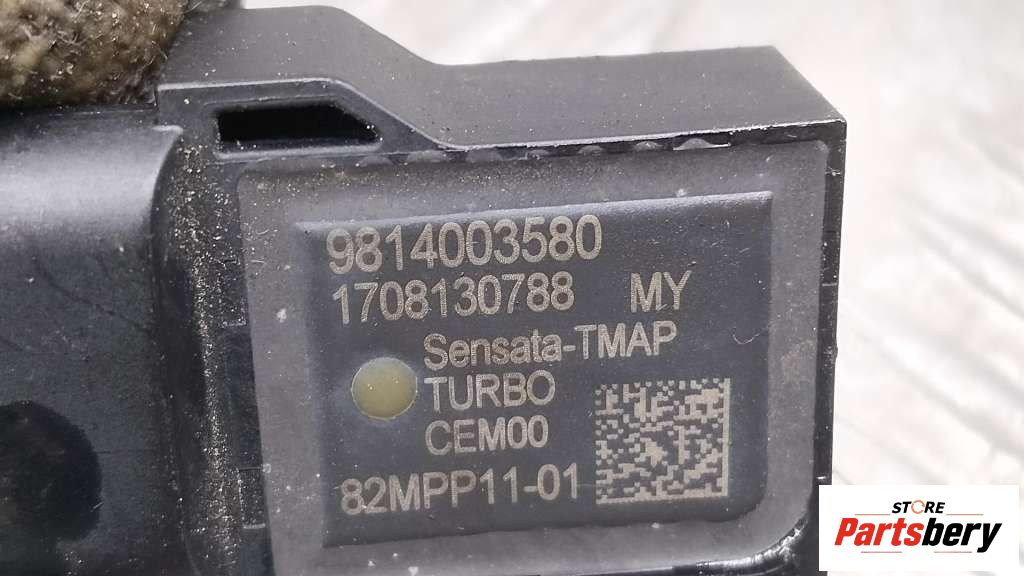 9814003580
1708130788 MY
Sensata-TMAP
TURBO
CEM00
82MPP11-01
STORE
Partsbery